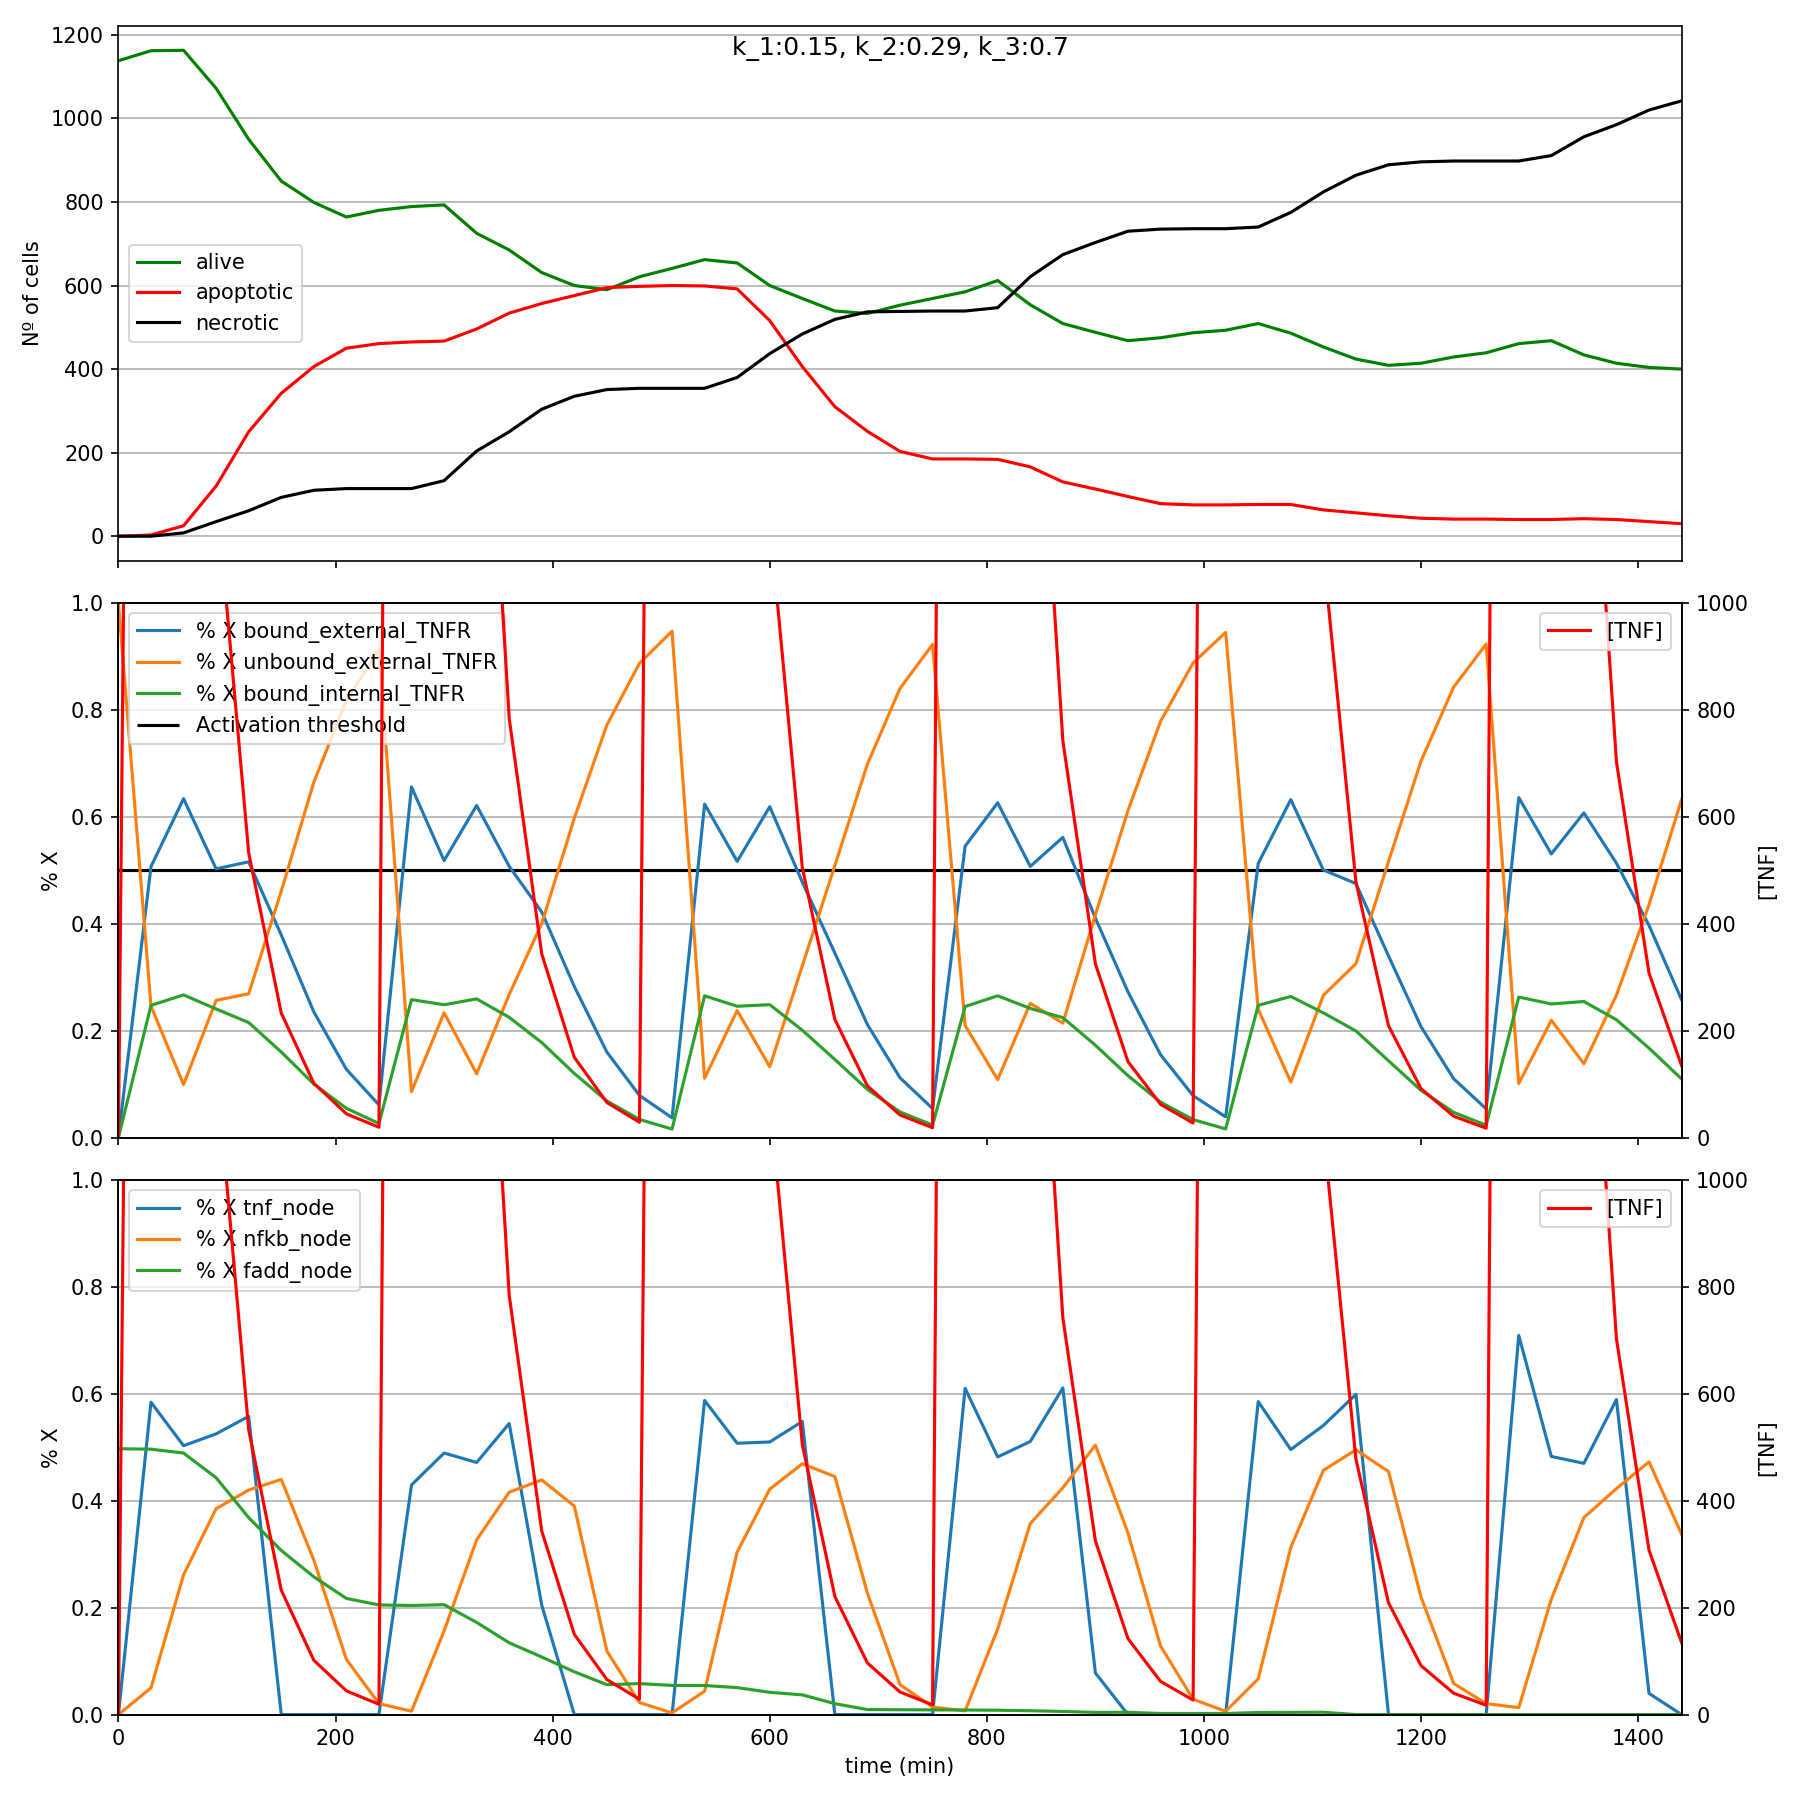 k_1:0.15, k_2:0.29, k_3:0.7
1200
1000
800
600
400
200
0
Nº of cells
alive
apoptotic
necrotic
1.0
0.8
0.6
0.4
0.2
0.0
% X
% X bound_external_TNFR
% X unbound_external_TNFR
% X bound_internal_TNFR
Activation threshold
[TNF]
1000
800
600
400
200
0
[TNF]
1.0
0.8
0.6
0.4
0.2
0.0
% X
% X tnf_node
% X nfkb_node
% X fadd_node
[TNF]
1000
800
600
400
200
0
[TNF]
0 200 400 600 800 1000 1200 1400
time (min)